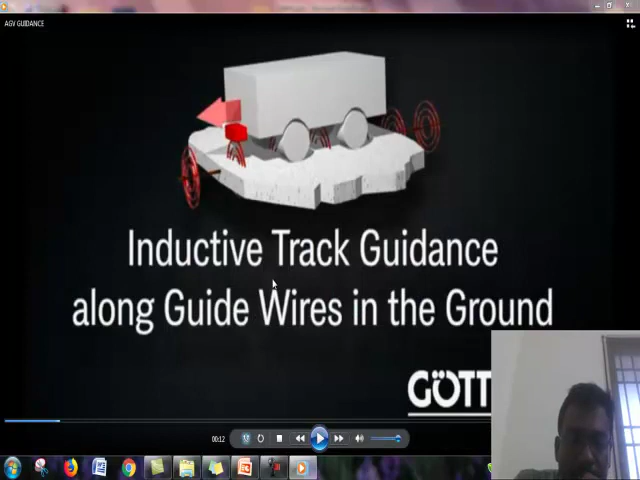 AGV GUIDANCE
Inductive Track Guidance
along Guide Wires in the Ground
GÖTT
00:12